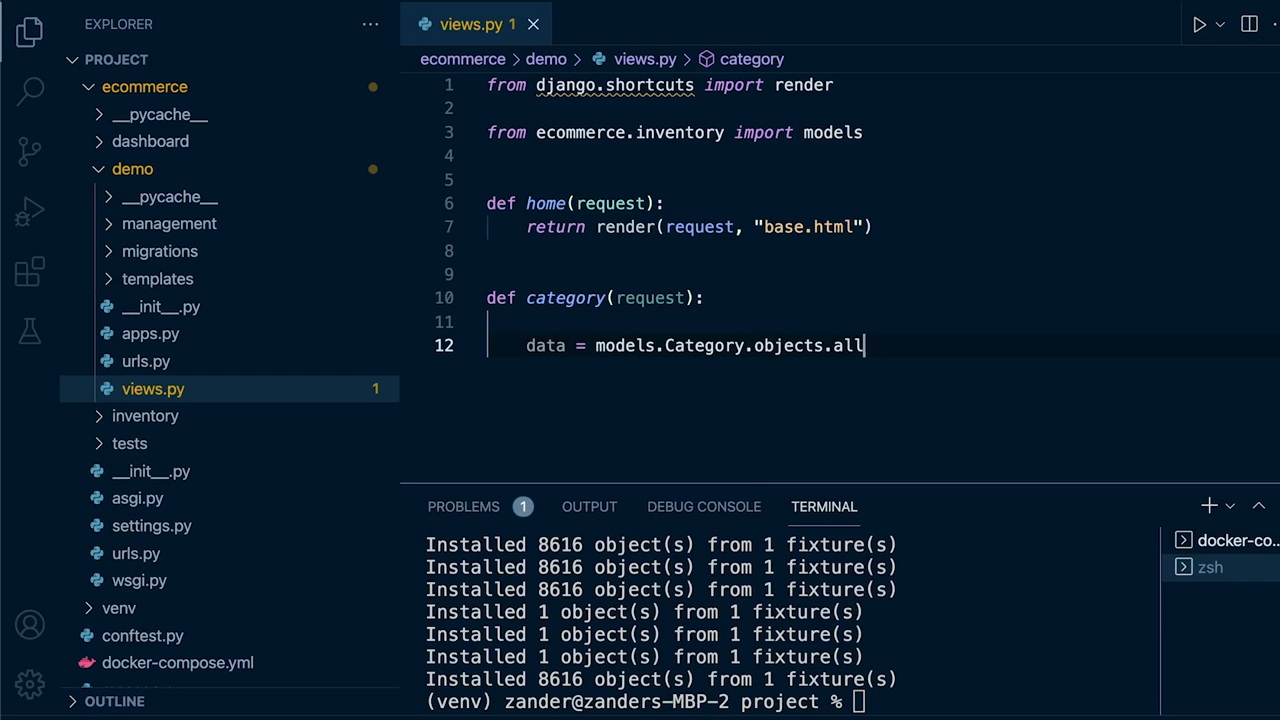 EXPLORER
PROJECT
ecommerce
__pycache__
dashboard
demo
__pycache__
management
migrations
templates
__init__.py
apps.py
urls.py
views.py 1
inventory
tests
__init__.py
asgi.py
settings.py
urls.py
wsgi.py
venv
conftest.py
docker-compose.yml
OUTLINE
views.py 1
ecommerce > demo > views.py > category
1 from django.shortcuts import render
2
3 from ecommerce.inventory import models
4
5
6 def home(request):
7 return render(request, "base.html")
8
9
10 def category(request):
11
12 data = models.Category.objects.all
PROBLEMS 1 OUTPUT DEBUG CONSOLE TERMINAL
Installed 8616 object(s) from 1 fixture(s)
Installed 8616 object(s) from 1 fixture(s)
Installed 8616 object(s) from 1 fixture(s)
Installed 1 object(s) from 1 fixture(s)
Installed 1 object(s) from 1 fixture(s)
Installed 1 object(s) from 1 fixture(s)
Installed 8616 object(s) from 1 fixture(s)
(venv) zander@zanders-MBP-2 project %
docker-co...
zsh